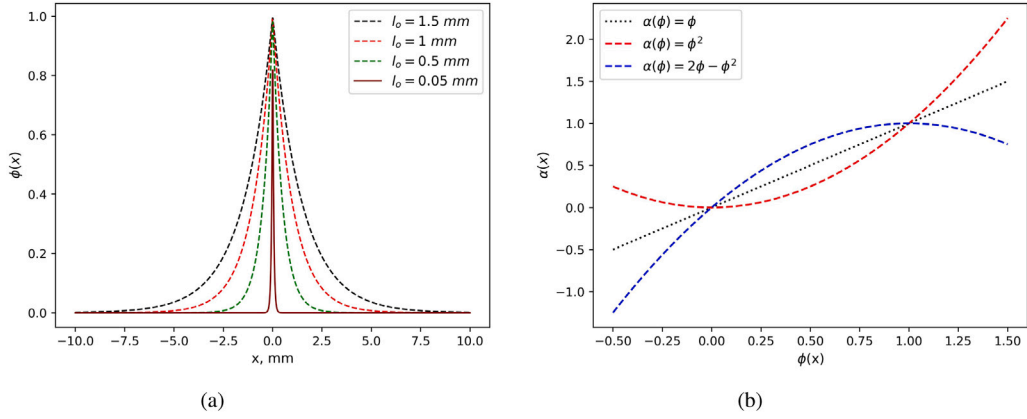 1.0
0.8
0.6
0.4
0.2
0.0
ϕ(x)
−10.0 −7.5 −5.0 −2.5 0.0 2.5 5.0 7.5 10.0
x, mm
l_o = 1.5 mm
l_o = 1 mm
l_o = 0.5 mm
l_o = 0.05 mm
(a)
2.0
1.5
1.0
0.5
0.0
−0.5
−1.0
α(x)
−0.50 −0.25 0.00 0.25 0.50 0.75 1.00 1.25 1.50
ϕ(x)
α(ϕ) = ϕ
α(ϕ) = ϕ²
α(ϕ) = 2ϕ − ϕ²
(b)